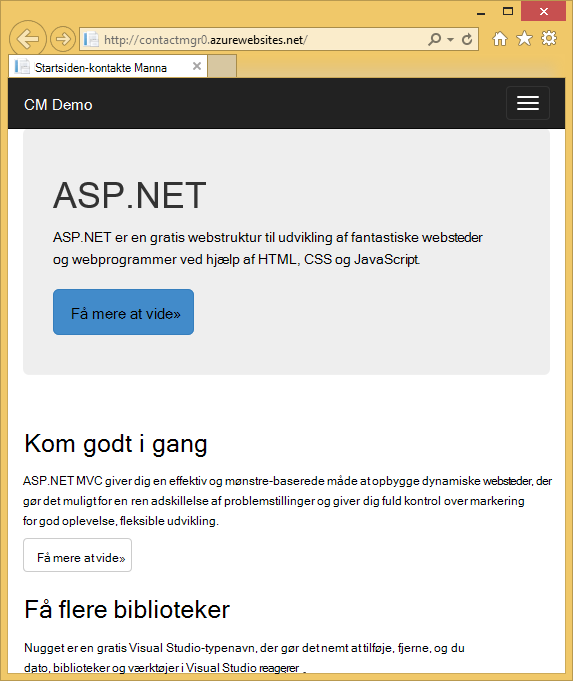 http://contactmgr0.azurewebsites.net/
Startsiden-kontakte Manna
CM Demo
ASP.NET
ASP.NET er en gratis webstruktur til udvikling af fantastiske websteder
og webprogrammer ved hjælp af HTML, CSS og JavaScript.
Få mere at vide»
Kom godt i gang
ASP.NET MVC giver dig en effektiv og mønstre-baserede måde at opbygge dynamiske websteder, der
gør det muligt for en ren adskillelse af problemstillinger og giver dig fuld kontrol over markering
for god oplevelse, fleksible udvikling.
Få mere at vide»
Få flere biblioteker
Nugget er en gratis Visual Studio-typenavn, der gør det nemt at tilføje, fjerne, og du
dato, biblioteker og værktøjer i Visual Studio reagerer